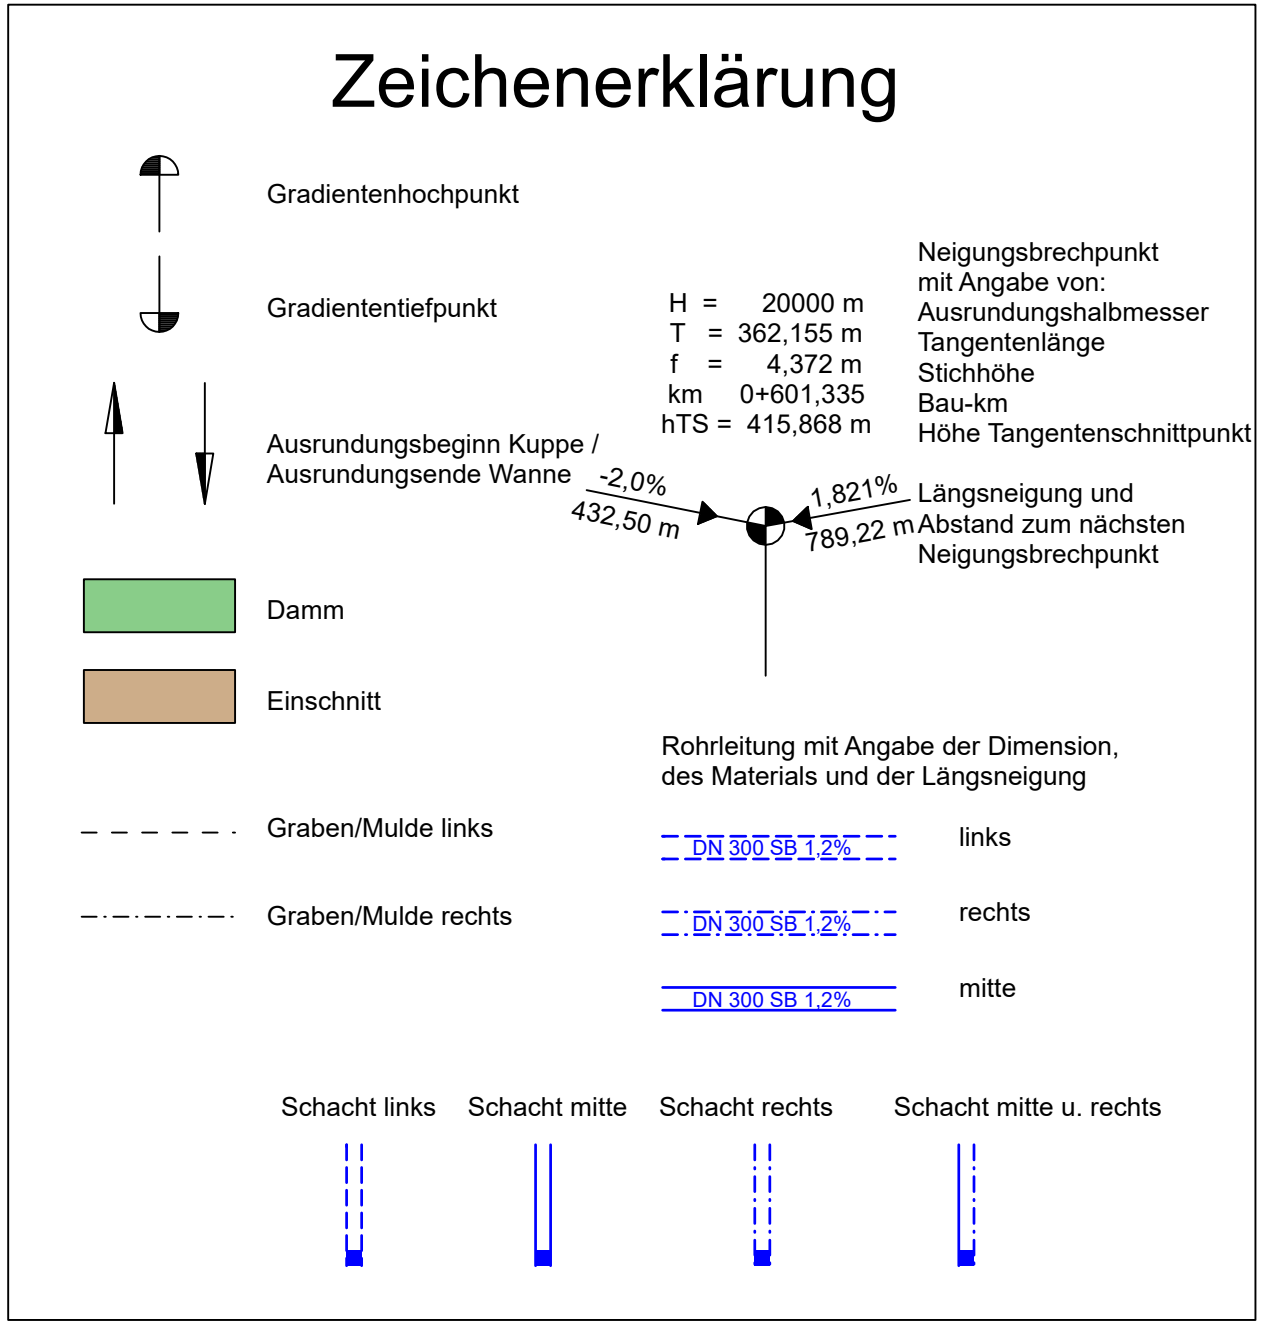 Zeichenerklärung
Gradientenhochpunkt
Gradiententiefpunkt
Ausrundungsbeginn Kuppe /
Ausrundungsende Wanne
Damm
Einschnitt
Graben/Mulde links
Graben/Mulde rechts
H = 20000 m
T = 362,155 m
f = 4,372 m
km 0+601,335
hTS = 415,868 m
Neigungsbrechpunkt
mit Angabe von:
Ausrundungshalbmesser
Tangentenlänge
Stichhöhe
Bau-km
Höhe Tangentenschnittpunkt
-2,0%
432,50 m
1,821%
789,22 m
Längsneigung und
Abstand zum nächsten
Neigungsbrechpunkt
Rohrleitung mit Angabe der Dimension,
des Materials und der Längsneigung
DN 300 SB 1,2%
links
DN 300 SB 1,2%
rechts
DN 300 SB 1,2%
mitte
Schacht links
Schacht mitte
Schacht rechts
Schacht mitte u. rechts